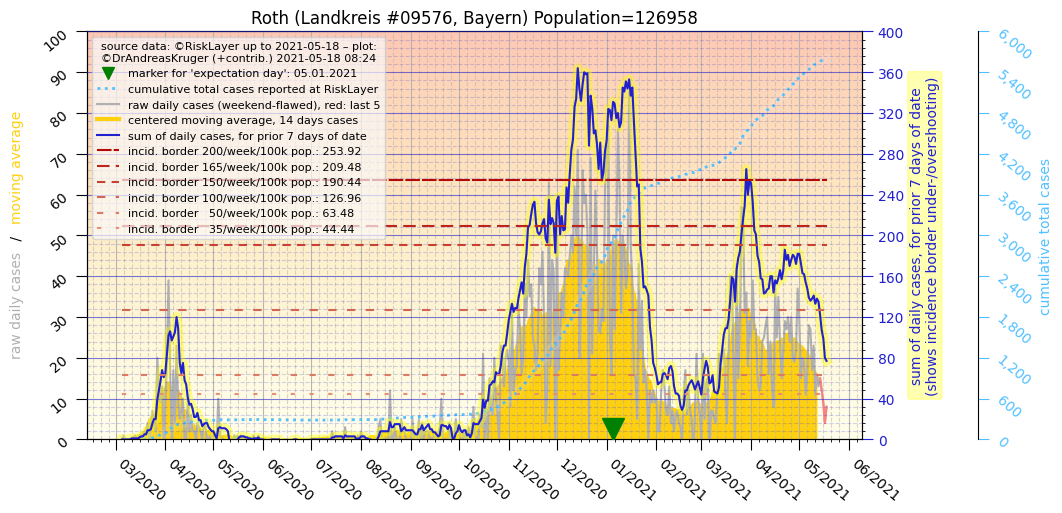 Roth (Landkreis #09576, Bayern) Population=126958
source data: ©RiskLayer up to 2021-05-18 – plot:
©DrAndreasKruger (+contrib.) 2021-05-18 08:24
marker for 'expectation day': 05.01.2021
cumulative total cases reported at RiskLayer
raw daily cases (weekend-flawed), red: last 5
centered moving average, 14 days cases
sum of daily cases, for prior 7 days of date
incid. border 200/week/100k pop.: 253.92
incid. border 165/week/100k pop.: 209.48
incid. border 150/week/100k pop.: 190.44
incid. border 100/week/100k pop.: 126.96
incid. border 50/week/100k pop.: 63.48
incid. border 35/week/100k pop.: 44.44
raw daily cases / moving average
100
90
80
70
60
50
40
30
20
10
0
03/2020
04/2020
05/2020
06/2020
07/2020
08/2020
09/2020
10/2020
11/2020
12/2020
01/2021
02/2021
03/2021
04/2021
05/2021
06/2021
400
360
320
280
240
200
160
120
80
40
0
sum of daily cases, for prior 7 days of date
(shows incidence border under-/overshooting)
6,000
5,400
4,800
4,200
3,600
3,000
2,400
1,800
1,200
600
0
cumulative total cases